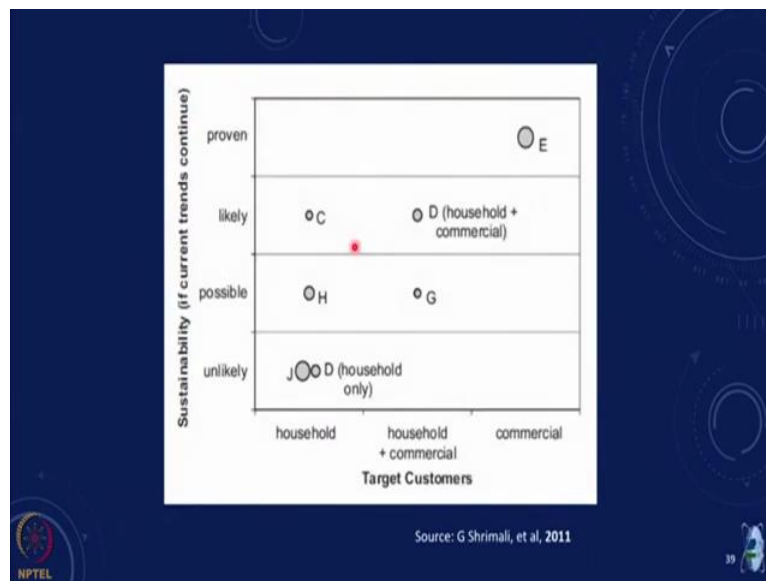 Sustainability (if current trends continue)
proven
E
likely
C
D (household +
commercial)
possible
H
G
unlikely
J
D (household
only)
household
household
+ commercial
commercial
Target Customers
Source: G Shrimali, et al, 2011
39
NPTEL